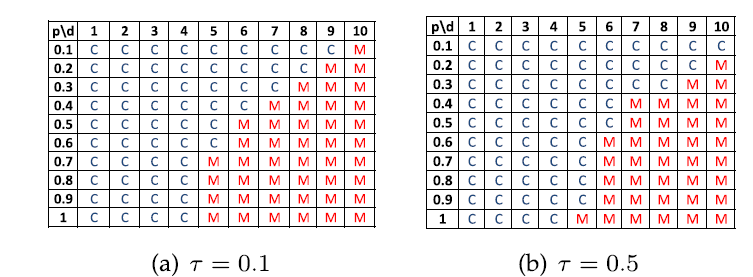 p\d 1 2 3 4 5 6 7 8 9 10
0.1 C C C C C C C C C M
0.2 C C C C C C C C M M
0.3 C C C C C C C M M M
0.4 C C C C C C M M M M
0.5 C C C C C M M M M M
0.6 C C C C C M M M M M
0.7 C C C C M M M M M M
0.8 C C C C M M M M M M
0.9 C C C C M M M M M M
1 C C C C M M M M M M
(a) τ = 0.1
p\d 1 2 3 4 5 6 7 8 9 10
0.1 C C C C C C C C C C
0.2 C C C C C C C C C M
0.3 C C C C C C C C M M
0.4 C C C C C C M M M M
0.5 C C C C C C M M M M
0.6 C C C C C M M M M M
0.7 C C C C C M M M M M
0.8 C C C C C M M M M M
0.9 C C C C C M M M M M
1 C C C C M M M M M M
(b) τ = 0.5